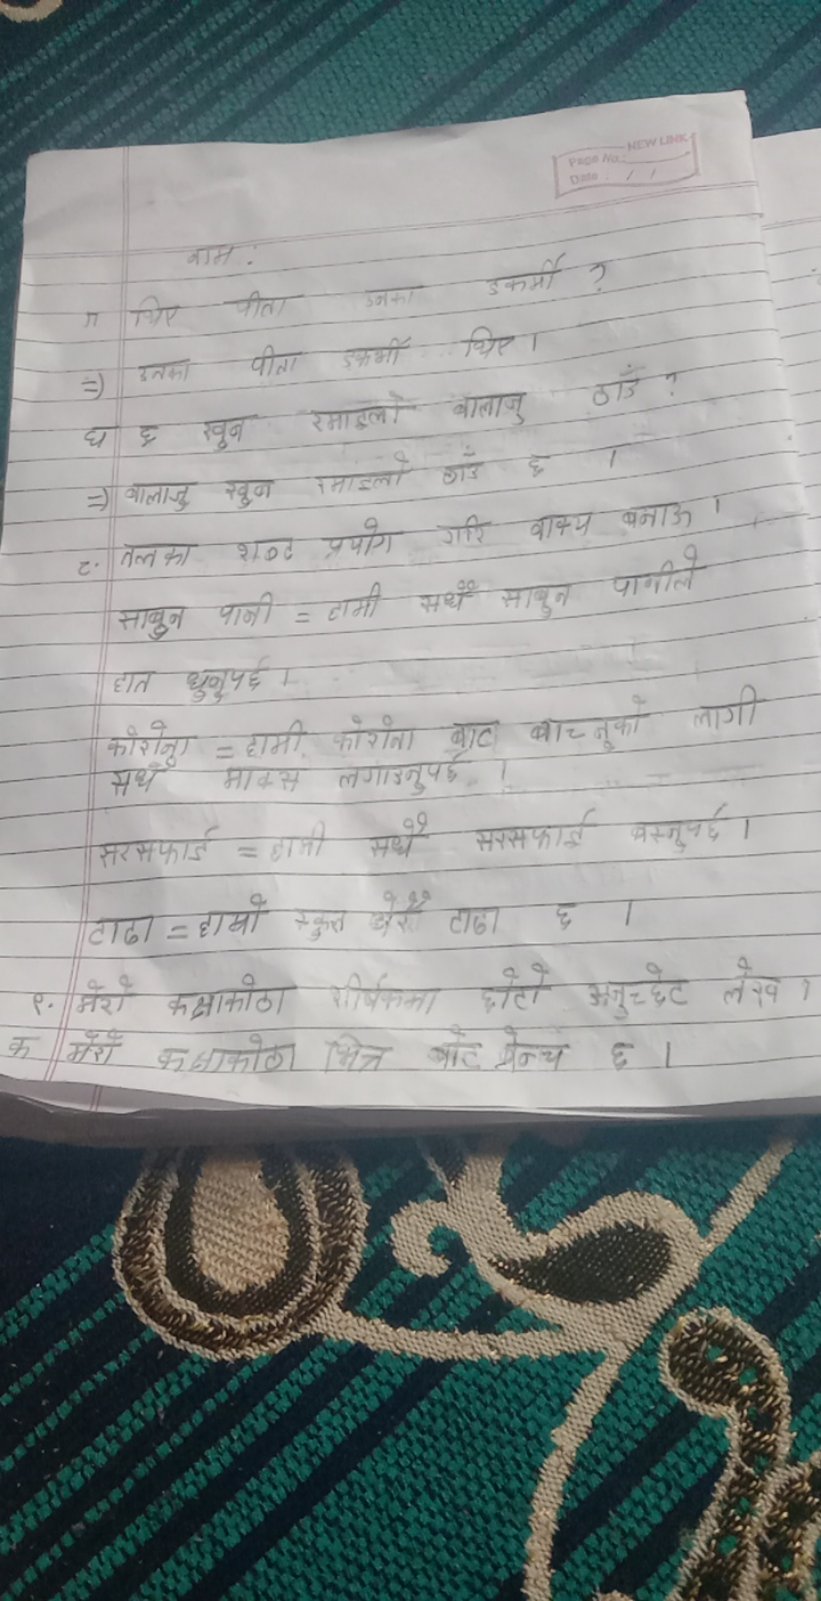 NEW LINK
Page No.:
Date : / /
नाम :
ग थिए पीता उनका डकर्मी ?
=) उनका पीता डकर्मी थिए ।
घ छ खुब रमाइलो बालाजु ठाउँ ?
=) बालाजु खुब रमाइलो ठाउँ छ ।
८. तलका शब्द प्रयोग गरि वाक्य बनाऊ ।
साबुन पानी = हामी सधैँ साबुन पानीले
हात धुनुपर्छ ।
कोरोना = हामी कोरोना बाट बाच्नुको लागी
सधैँ माक्स लगाउनुपर्छ ।
सरसफाई = हामी सधैँ सरसफाई बस्नुपर्छ ।
टाढा = हाम्रो स्कुल धेरै टाढा छ ।
९. मेरो कक्षाकोठा शीर्षकमा छोटो अनुच्छेट लेख ।
क मेरो कक्षाकोठा भित्र बोट ब्रेन्च छ ।